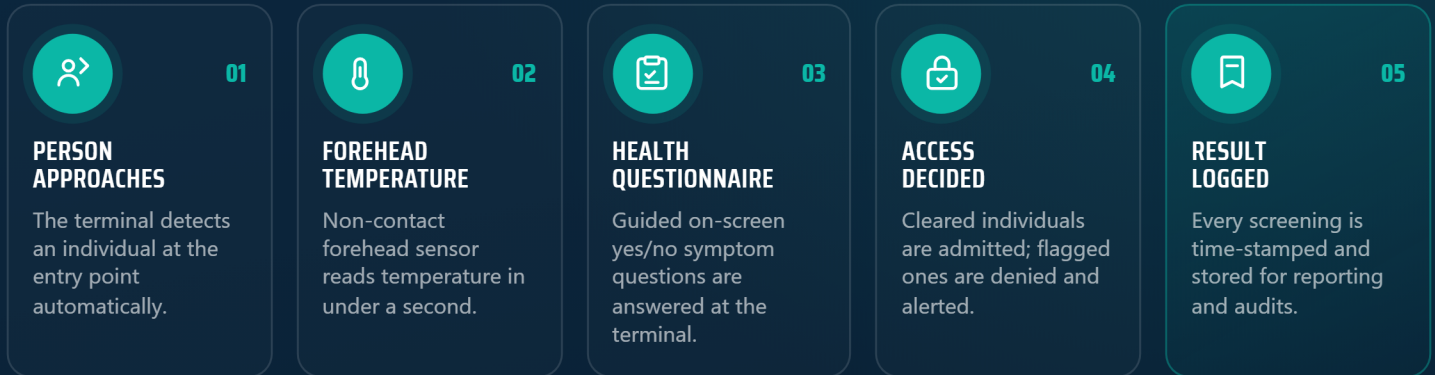 01
PERSON
APPROACHES
The terminal detects
an individual at the
entry point
automatically.
02
FOREHEAD
TEMPERATURE
Non-contact
forehead sensor
reads temperature in
under a second.
03
HEALTH
QUESTIONNAIRE
Guided on-screen
yes/no symptom
questions are
answered at the
terminal.
04
ACCESS
DECIDED
Cleared individuals
are admitted; flagged
ones are denied and
alerted.
05
RESULT
LOGGED
Every screening is
time-stamped and
stored for reporting
and audits.